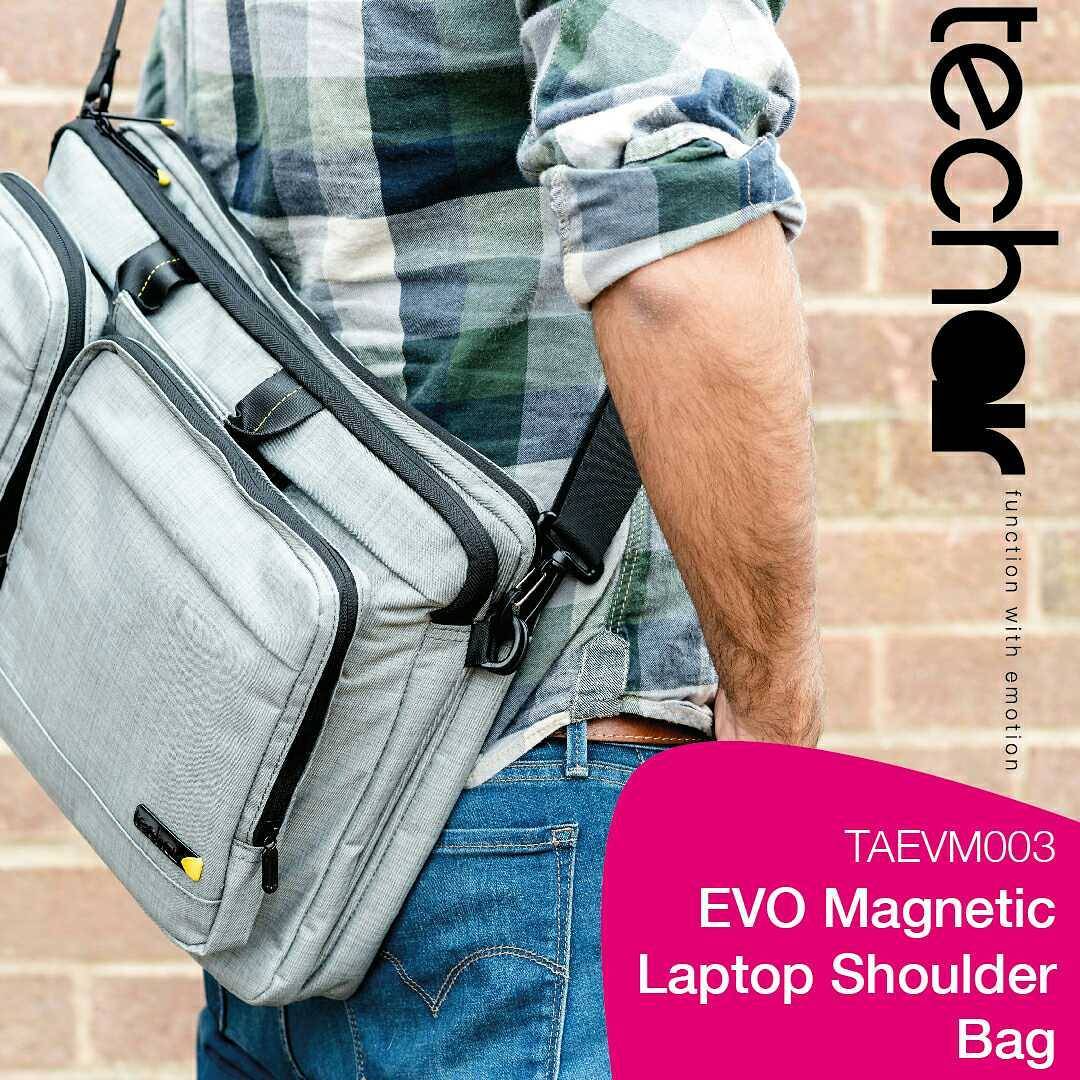 techair
function with emotion
TAEVM003
EVO Magnetic
Laptop Shoulder
Bag